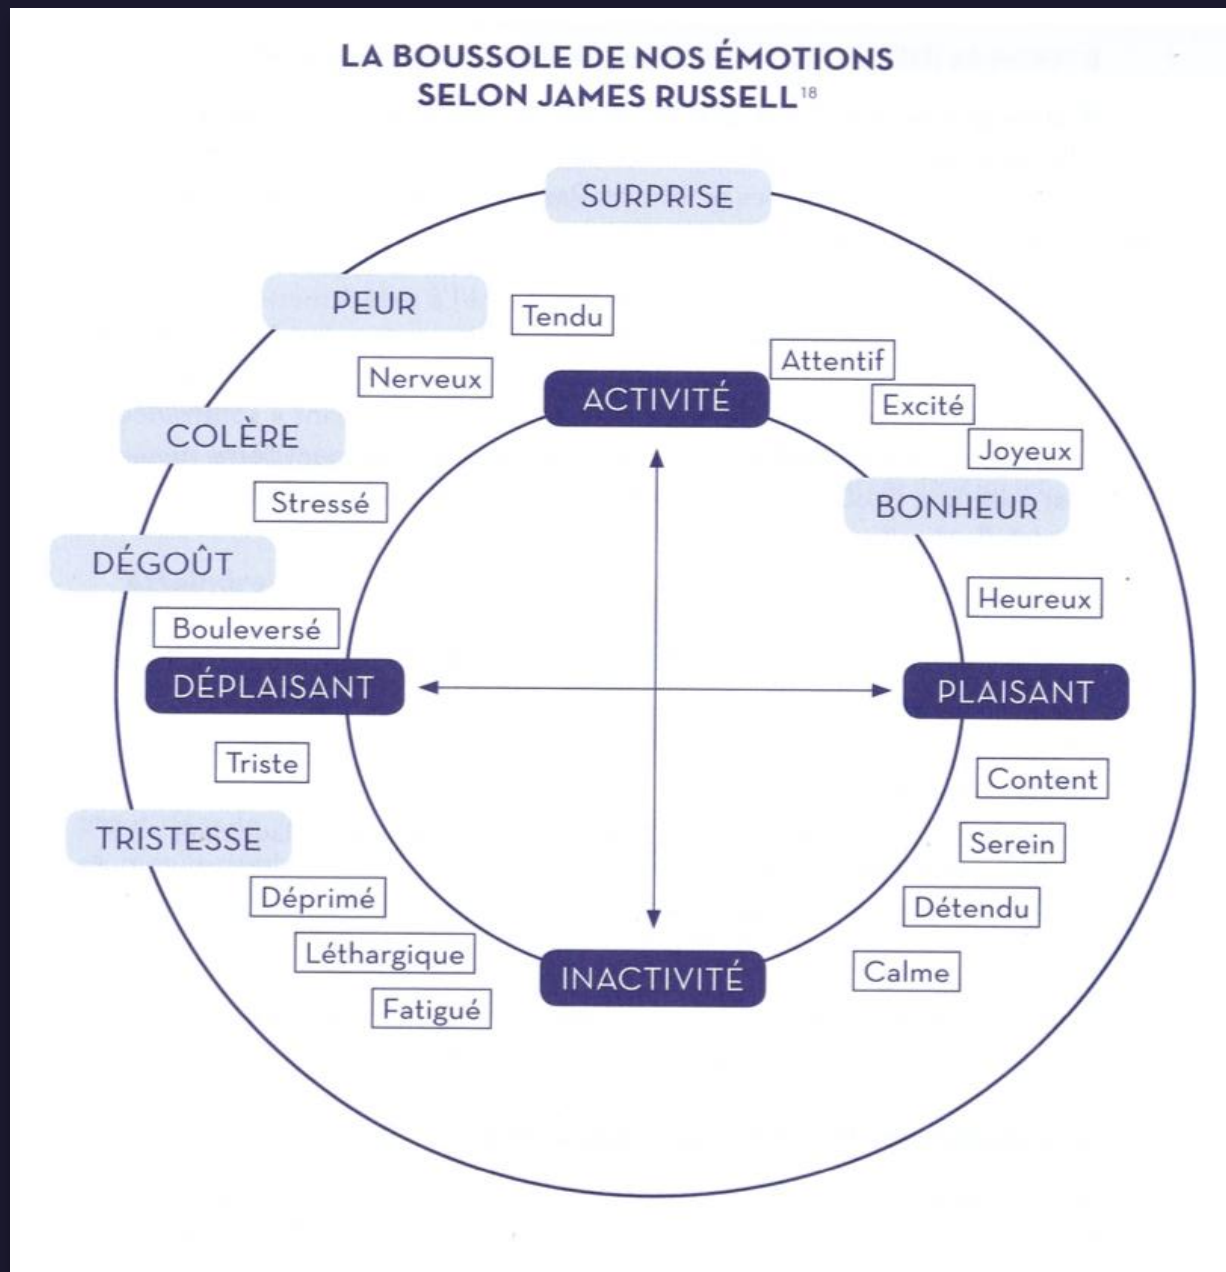 LA BOUSSOLE DE NOS ÉMOTIONS
SELON JAMES RUSSELL18
SURPRISE
PEUR
Tendu
Attentif
Nerveux
ACTIVITÉ
Excité
COLÈRE
Joyeux
Stressé
BONHEUR
DÉGOÛT
Heureux
Bouleversé
DÉPLAISANT
PLAISANT
Triste
Content
TRISTESSE
Serein
Déprimé
Détendu
Léthargique
Calme
INACTIVITÉ
Fatigué